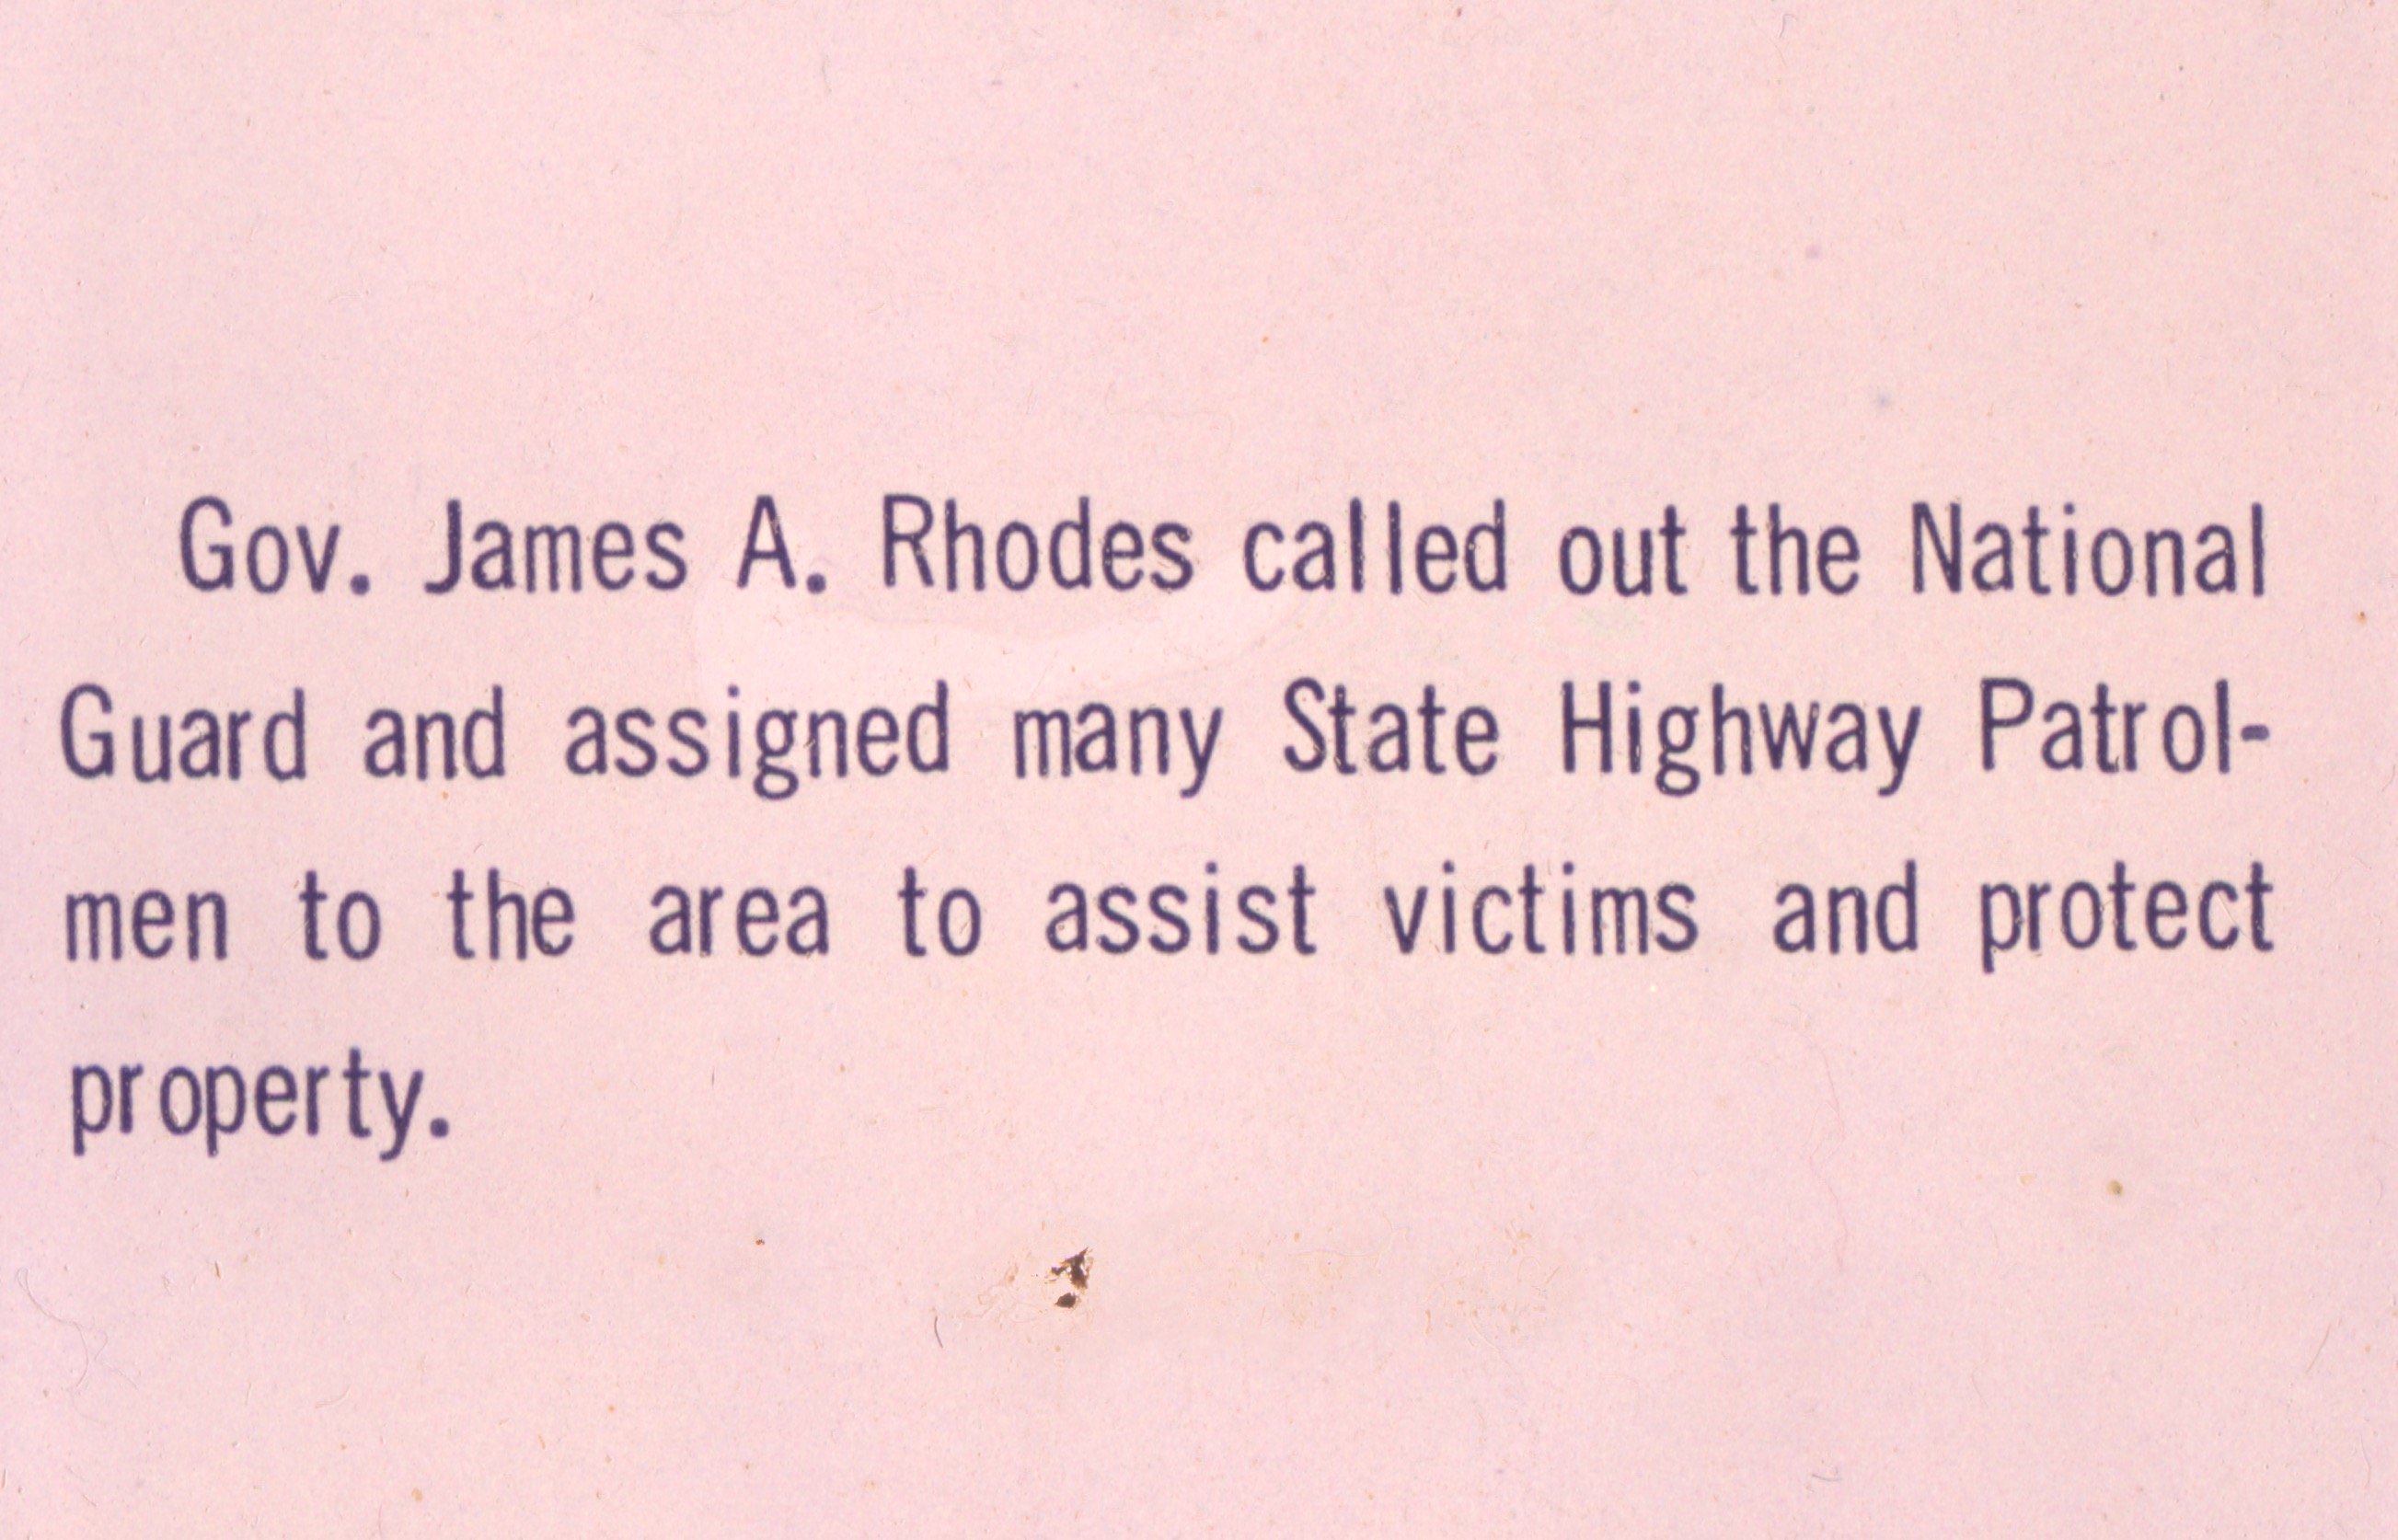 Gov. James A. Rhodes called out the National
Guard and assigned many State Highway Patrol-
men to the area to assist victims and protect
property.